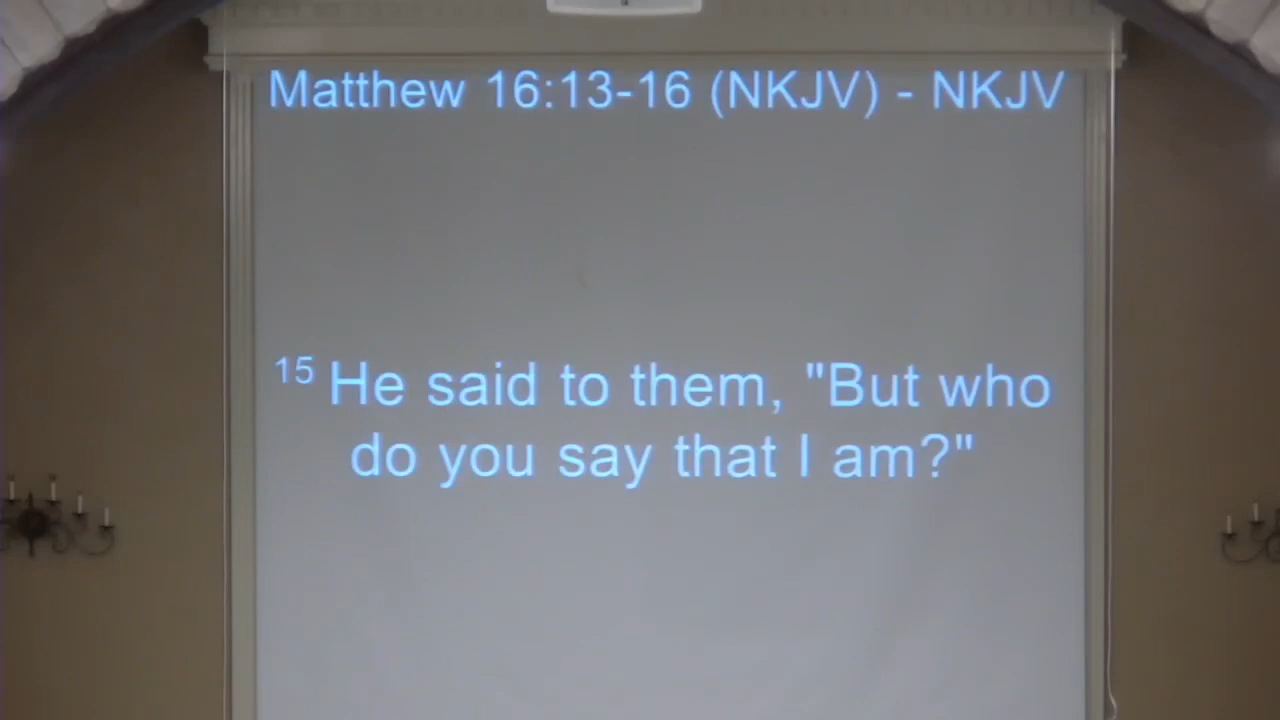 Matthew 16:13-16 (NKJV) - NKJV
15 He said to them, "But who
do you say that I am?"